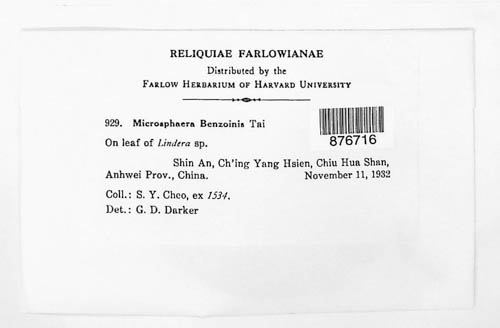 RELIQUIAE FARLOWIANAE
Distributed by the
FARLOW HERBARIUM OF HARVARD UNIVERSITY
929. Microsphaera Benzoinis Tai
876716
On leaf of Lindera sp.
Shin An, Ch'ing Yang Hsien, Chiu Hua Shan,
Anhwei Prov., China. November 11, 1932
Coll.: S. Y. Cheo, ex 1534.
Det.: G. D. Darker